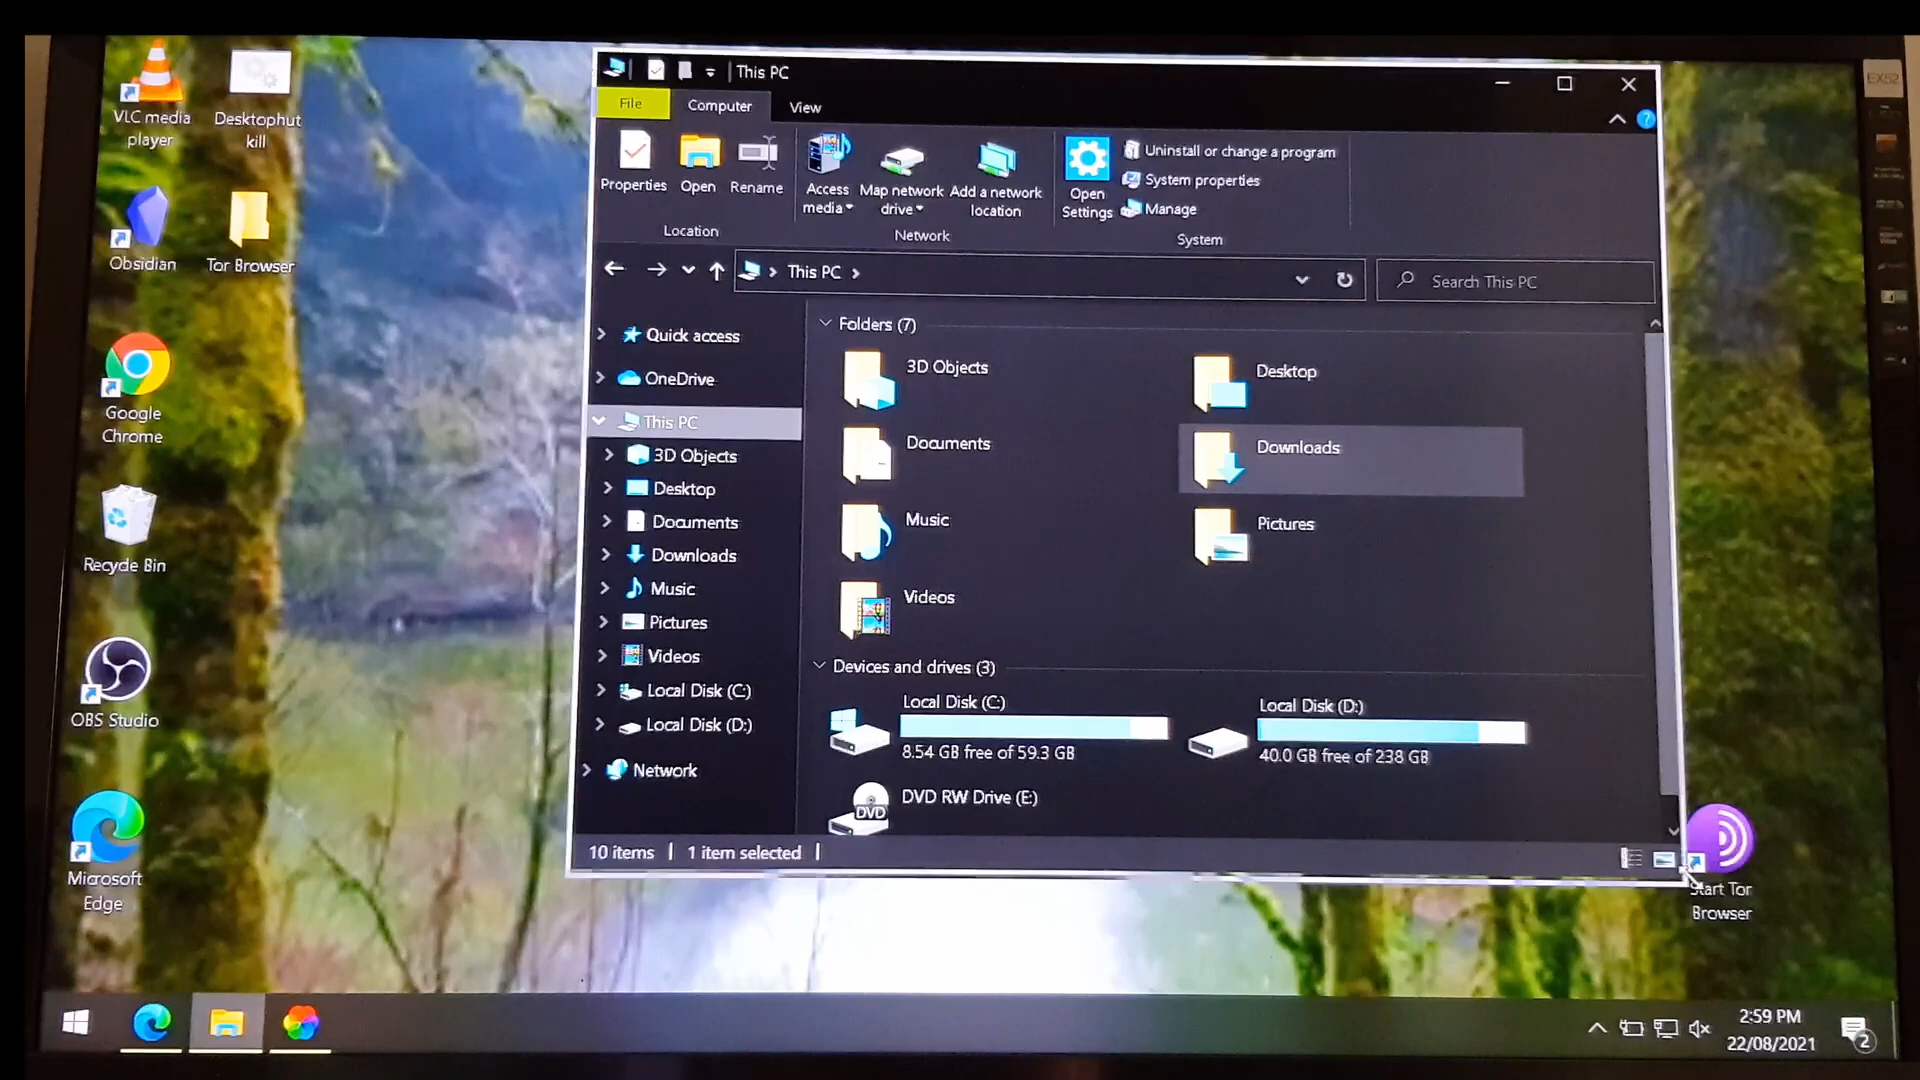 VLC media
player
Desktophut
kill
Obsidian
Tor Browser
Google
Chrome
Recycle Bin
OBS Studio
Microsoft
Edge
This PC
File
Computer
View
Properties
Open
Rename
Location
Access
media
Map network
drive
Add a network
location
Network
Open
Settings
Uninstall or change a program
System properties
Manage
System
This PC
Search This PC
Quick access
OneDrive
This PC
3D Objects
Desktop
Documents
Downloads
Music
Pictures
Videos
Local Disk (C:)
Local Disk (D:)
Network
Folders (7)
3D Objects
Desktop
Documents
Downloads
Music
Pictures
Videos
Devices and drives (3)
Local Disk (C:)
8.54 GB free of 59.3 GB
Local Disk (D:)
40.0 GB free of 238 GB
DVD
DVD RW Drive (E:)
10 items
1 item selected
Start Tor
Browser
2:59 PM
22/08/2021
2
EX52